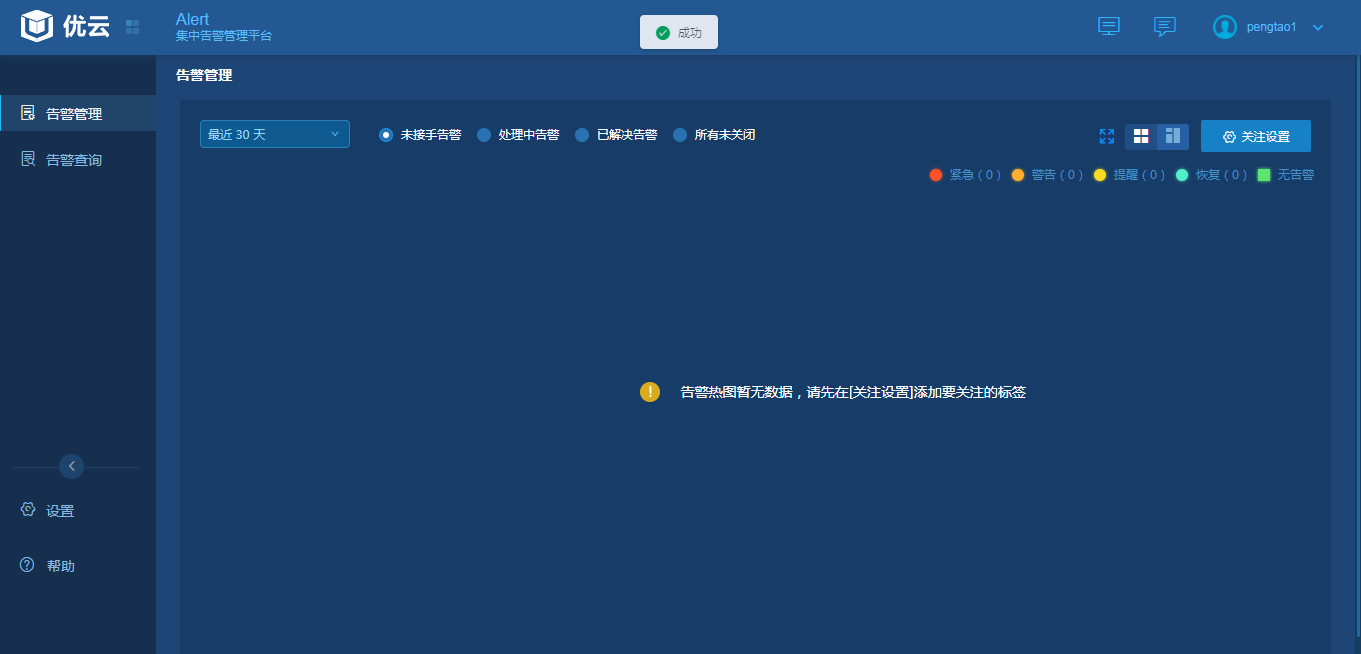 优云
Alert
集中告警管理平台
成功
pengtao1
告警管理
告警查询
设置
帮助
告警管理
最近 30 天
未接手告警
处理中告警
已解决告警
所有未关闭
关注设置
紧急 ( 0 )
警告 ( 0 )
提醒 ( 0 )
恢复 ( 0 )
无告警
告警热图暂无数据，请先在[关注设置]添加要关注的标签